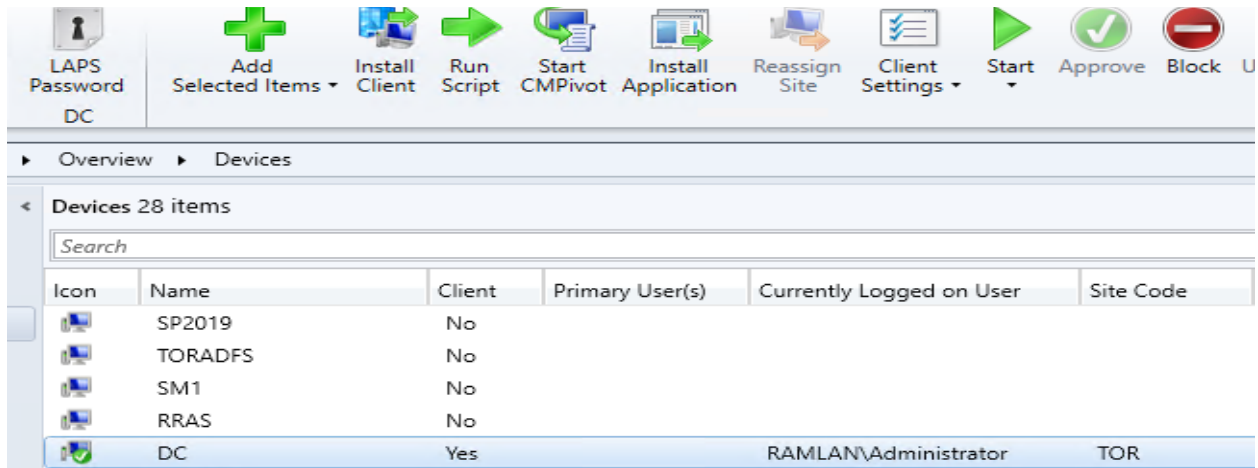 LAPS Password
Add Selected Items
Install Client
Run Script
Start CMPivot
Install Application
Reassign Site
Client Settings
Start
Approve
Block
U
DC
Overview Devices
Devices 28 items
Search
Icon Name Client Primary User(s) Currently Logged on User Site Code
SP2019 No
TORADFS No
SM1 No
RRAS No
DC Yes RAMLAN\Administrator TOR